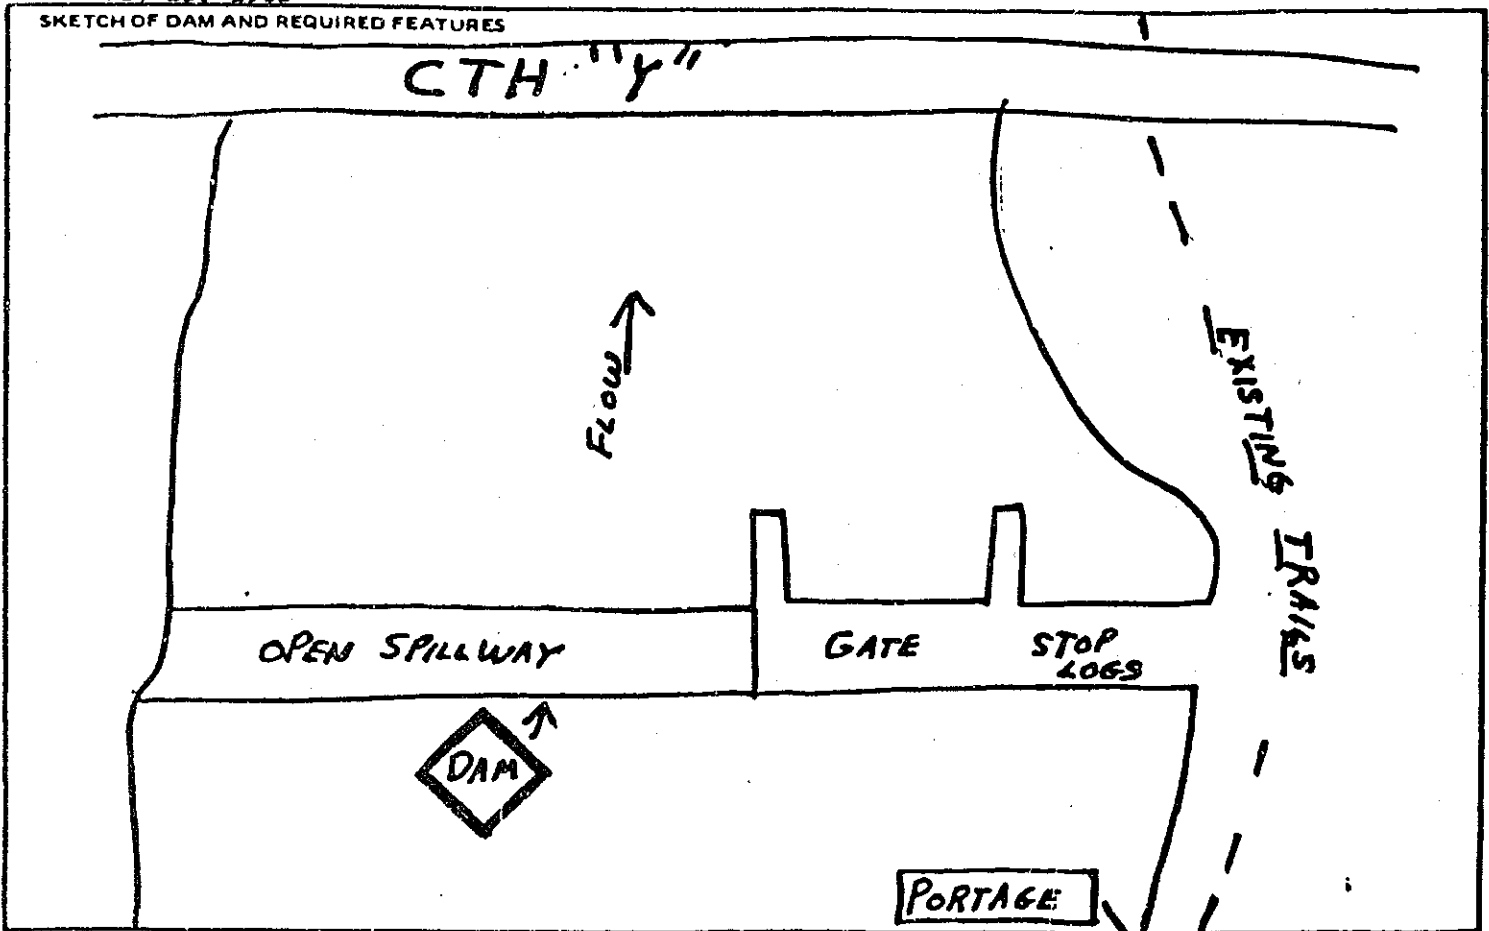 SKETCH OF DAM AND REQUIRED FEATURES
CTH "Y"
FLOW
EXISTING TRAILS
OPEN SPILLWAY
GATE
STOP
LOGS
DAM
PORTAGE